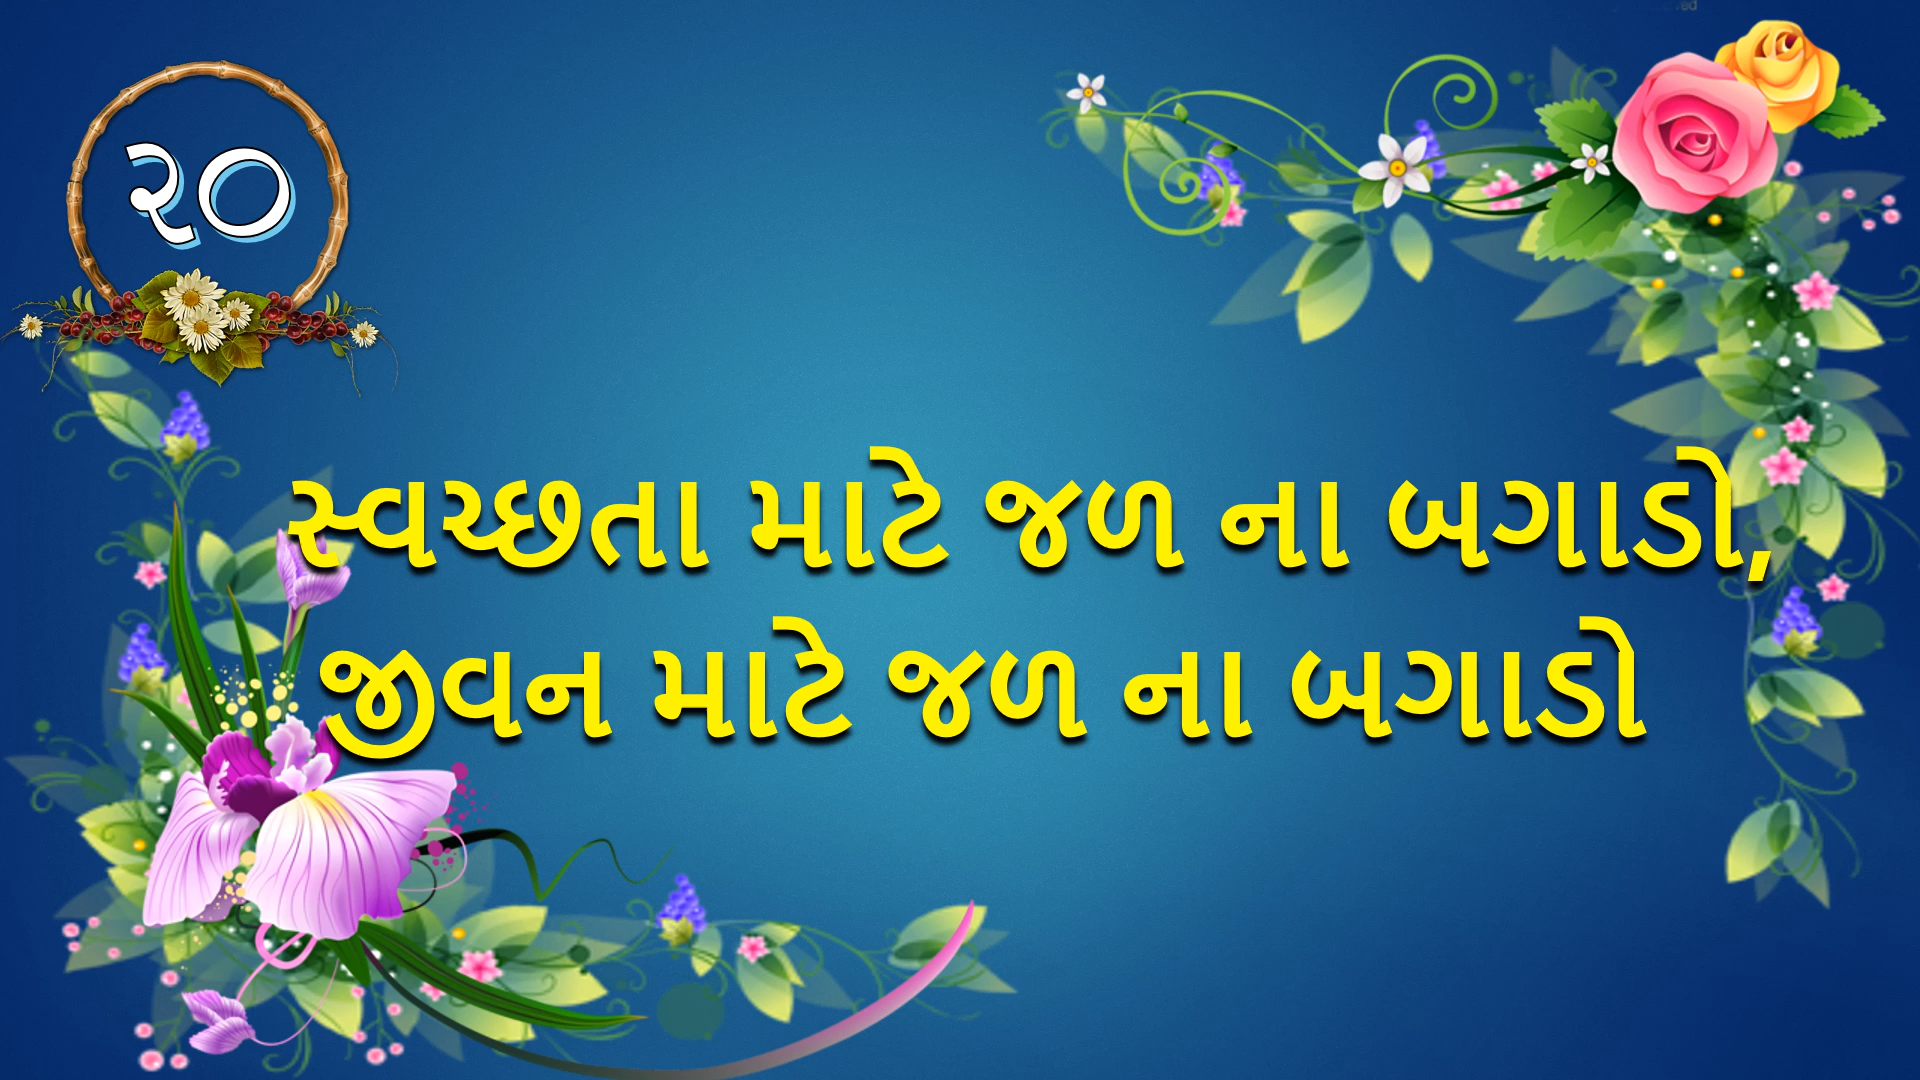 ૨૦
સ્વચ્છતા માટે જળ ના બગાડો,
જીવન માટે જળ ના બગાડો